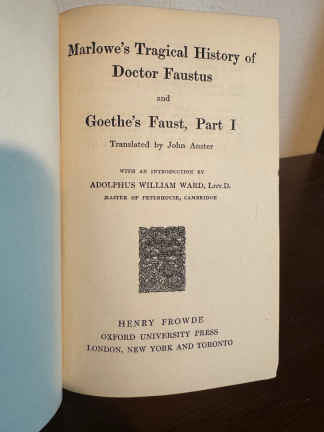 Marlowe's Tragical History of
Doctor Faustus
and
Goethe's Faust, Part I
Translated by John Anster
WITH AN INTRODUCTION BY
ADOLPHUS WILLIAM WARD, Litt.D.
MASTER OF PETERHOUSE, CAMBRIDGE
HENRY FROWDE
OXFORD UNIVERSITY PRESS
LONDON, NEW YORK AND TORONTO